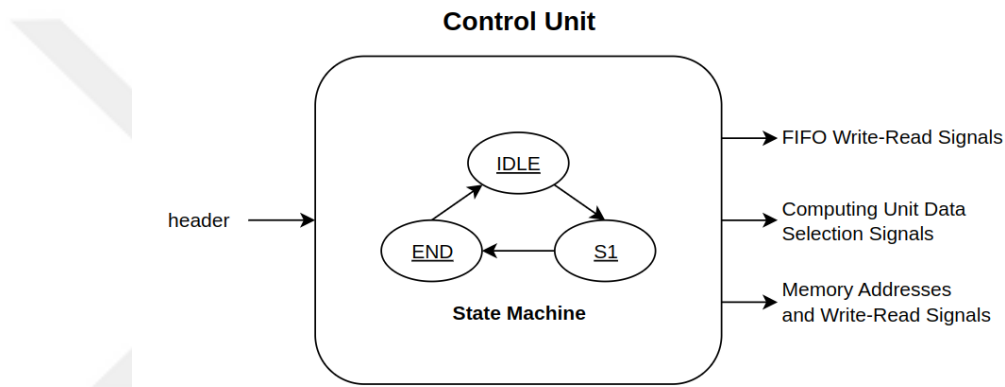 Control Unit
FIFO Write-Read Signals
IDLE
header
Computing Unit Data
Selection Signals
END
S1
Memory Addresses
and Write-Read Signals
State Machine